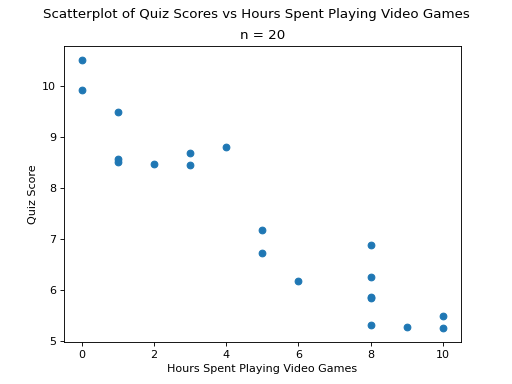 Scatterplot of Quiz Scores vs Hours Spent Playing Video Games
n = 20
10
9
8
7
6
5
Quiz Score
0 2 4 6 8 10
Hours Spent Playing Video Games